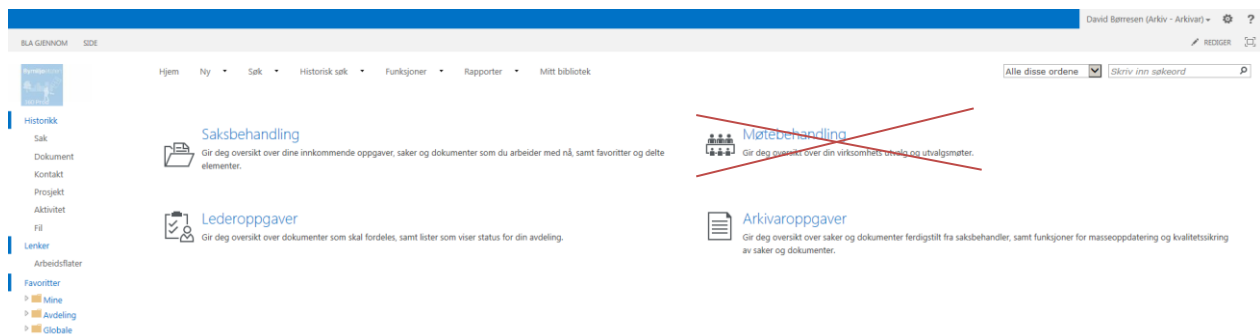 David Børresen (Arkiv - Arkivar)
?
BLA GJENNOM SIDE
REDIGER
Hjem Ny Søk Historisk søk Funksjoner Rapporter Mitt bibliotek
Alle disse ordene Skriv inn søkeord
Historikk
Sak
Dokument
Kontakt
Prosjekt
Aktivitet
Fil
Lenker
Arbeidsflater
Favoritter
Mine
Avdeling
Globale
Saksbehandling
Gir deg oversikt over dine innkommende oppgaver, saker og dokumenter som du arbeider med nå, samt favoritter og delte
elementer.
Møtebehandling
Gir deg oversikt over din virksomhets utvalg og utvalgsmøter.
Lederoppgaver
Gir deg oversikt over dokumenter som skal fordeles, samt lister som viser status for din avdeling.
Arkivaroppgaver
Gir deg oversikt over saker og dokumenter ferdigstilt fra saksbehandler, samt funksjoner for masseoppdatering og kvalitetssikring
av saker og dokumenter.